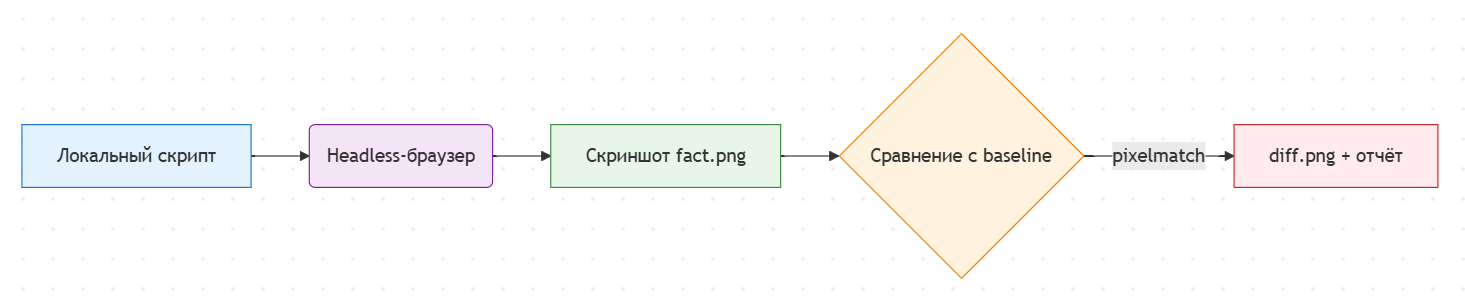 Локальный скрипт
Headless-браузер
Скриншот fact.png
Сравнение с baseline
pixelmatch
diff.png + отчёт